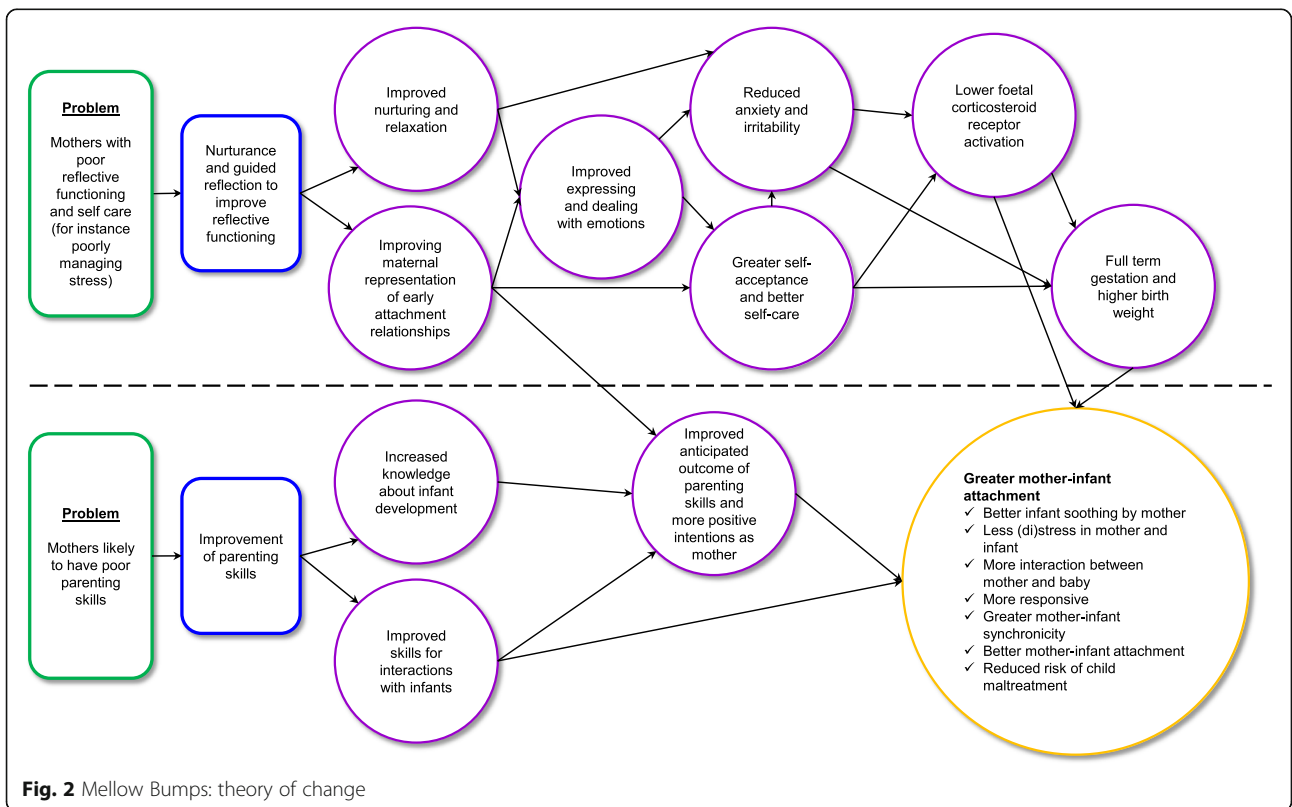 Problem
Mothers with
poor
reflective
functioning
and self care
(for instance
poorly
managing
stress)
Nurturance
and guided
reflection to
improve
reflective
functioning
Improved
nurturing and
relaxation
Improving
maternal
representation
of early
attachment
relationships
Improved
expressing
and dealing
with emotions
Reduced
anxiety and
irritability
Greater self-
acceptance
and better
self-care
Lower foetal
corticosteroid
receptor
activation
Full term
gestation and
higher birth
weight
Problem
Mothers likely
to have poor
parenting
skills
Improvement
of parenting
skills
Increased
knowledge
about infant
development
Improved
skills for
interactions
with infants
Improved
anticipated
outcome of
parenting
skills and
more positive
intentions as
mother
Greater mother-infant
attachment
✓ Better infant soothing by mother
✓ Less (di)stress in mother and
infant
✓ More interaction between
mother and baby
✓ More responsive
✓ Greater mother-infant
synchronicity
✓ Better mother-infant attachment
✓ Reduced risk of child
maltreatment
Fig. 2 Mellow Bumps: theory of change